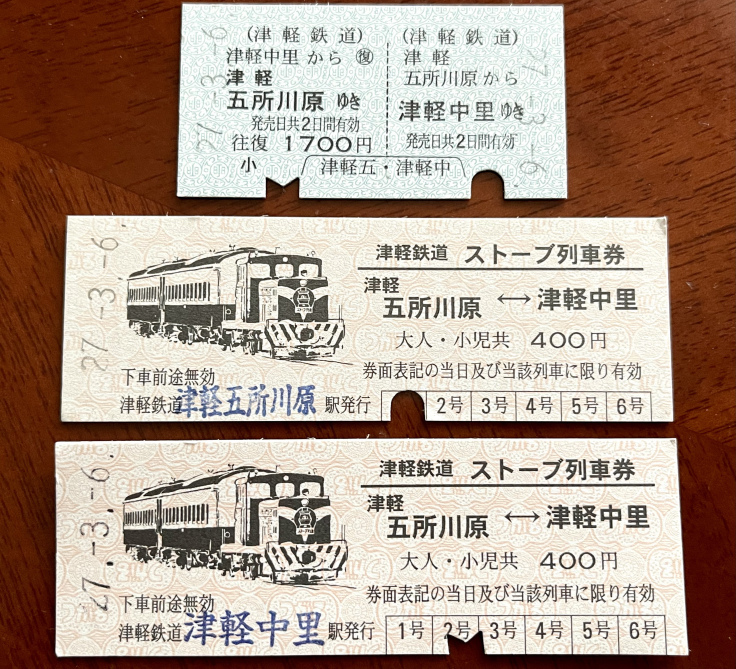 27.-3.-6
(津軽鉄道)
津軽中里から 復
津軽
五所川原 ゆき
発売日共2日間有効
往復 1700円
小
(津軽鉄道)
津軽
五所川原から
津軽中里 ゆき
発売日共2日間有効
27.-3.-6.
津軽五・津軽中
27.-3.-6.
津軽鉄道 ストーブ列車券
津軽
五所川原 ↔ 津軽中里
大人・小児共 400円
券面表記の当日及び当該列車に限り有効
下車前途無効
津軽鉄道 津軽五所川原 駅発行
2号 3号 4号 5号 6号
27.-3.-6.
津軽鉄道 ストーブ列車券
津軽
五所川原 ↔ 津軽中里
大人・小児共 400円
券面表記の当日及び当該列車に限り有効
下車前途無効
津軽鉄道 津軽中里 駅発行
1号 2号 3号 4号 5号 6号